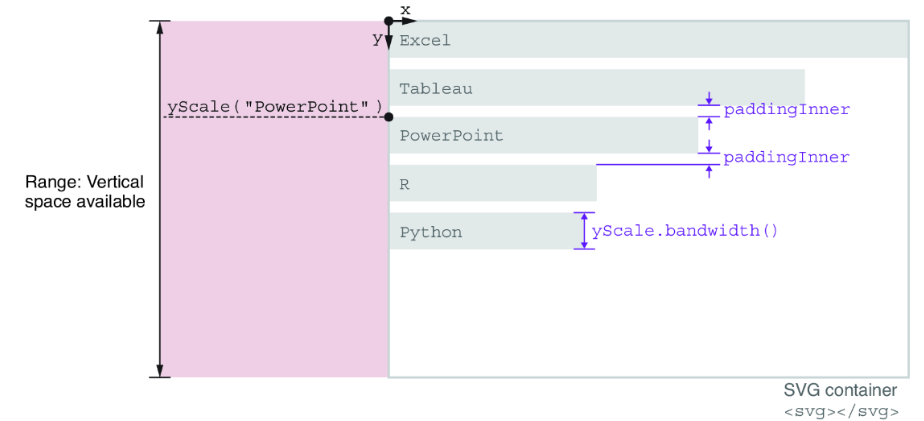 x
y
Excel
Tableau
yScale("PowerPoint")
paddingInner
PowerPoint
paddingInner
Range: Vertical
space available
R
Python
yScale.bandwidth()
SVG container
<svg></svg>